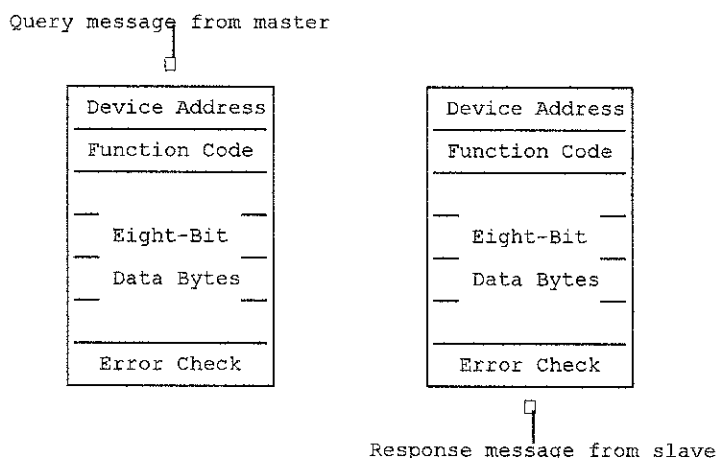 Query message from master
Device Address
Function Code
Eight-Bit
Data Bytes
Error Check
Device Address
Function Code
Eight-Bit
Data Bytes
Error Check
Response message from slave